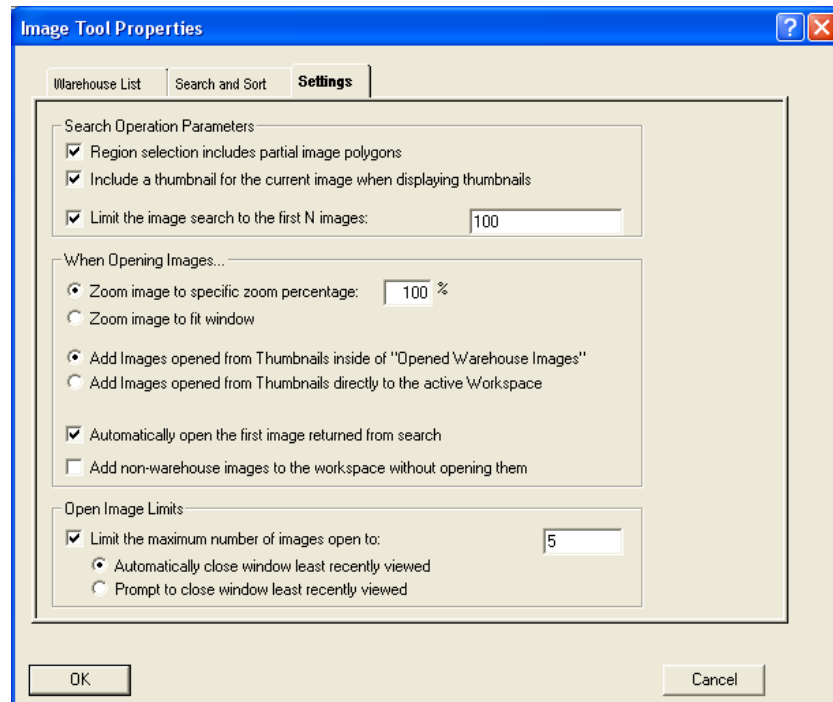 Image Tool Properties
Warehouse List Search and Sort Settings
Search Operation Parameters
Region selection includes partial image polygons
Include a thumbnail for the current image when displaying thumbnails
Limit the image search to the first N images: 100
When Opening Images...
Zoom image to specific zoom percentage: 100 %
Zoom image to fit window
Add Images opened from Thumbnails inside of "Opened Warehouse Images"
Add Images opened from Thumbnails directly to the active Workspace
Automatically open the first image returned from search
Add non-warehouse images to the workspace without opening them
Open Image Limits
Limit the maximum number of images open to: 5
Automatically close window least recently viewed
Prompt to close window least recently viewed
OK Cancel